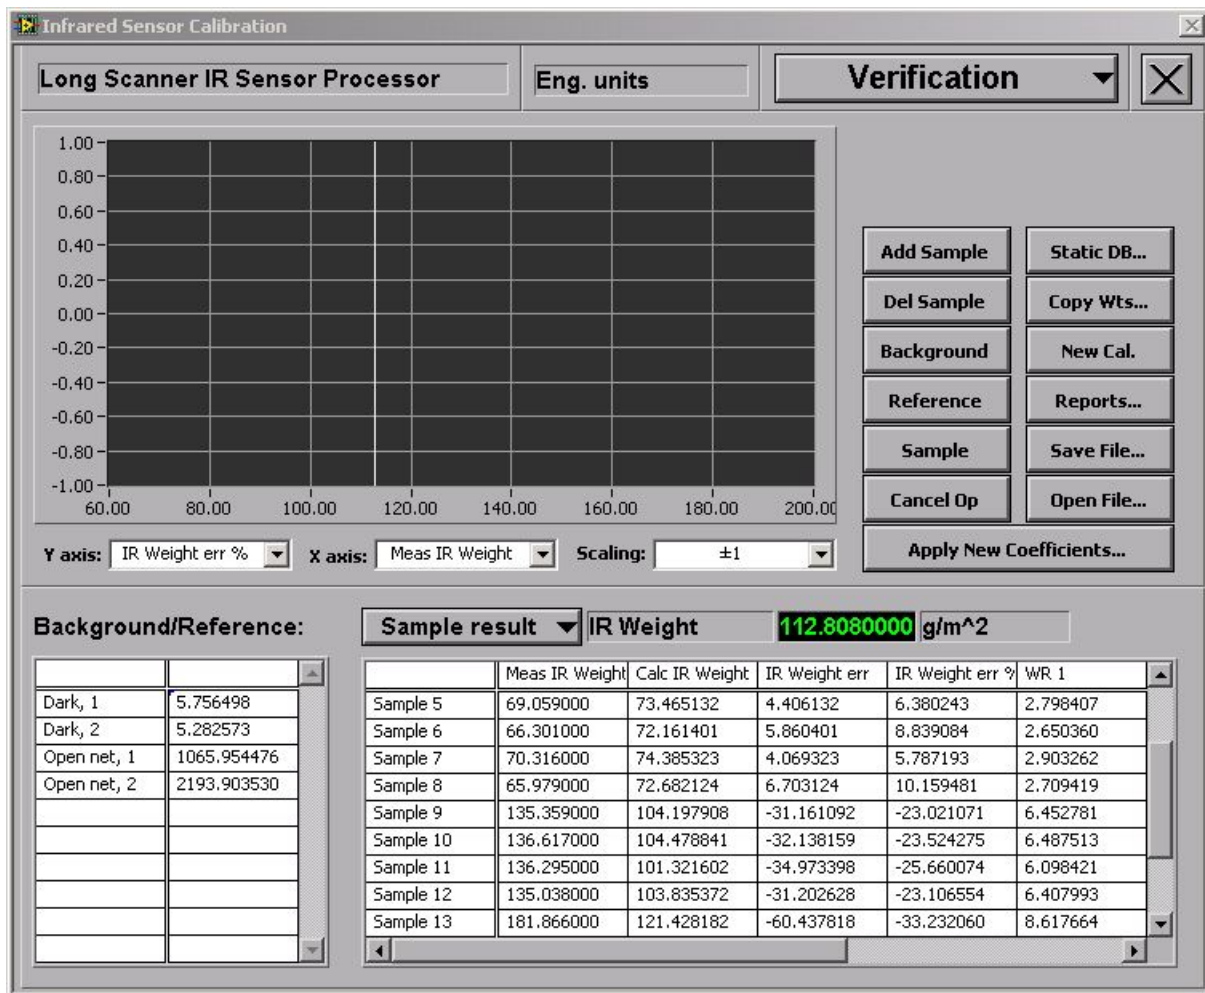 Infrared Sensor Calibration
Long Scanner IR Sensor Processor
Eng. units
Verification
1.00
0.80
0.60
0.40
0.20
0.00
-0.20
-0.40
-0.60
-0.80
-1.00
60.00 80.00 100.00 120.00 140.00 160.00 180.00 200.00
Y axis: IR Weight err % X axis: Meas IR Weight Scaling: ±1
Add Sample Static DB...
Del Sample Copy Wts...
Background New Cal.
Reference Reports...
Sample Save File...
Cancel Op Open File...
Apply New Coefficients...
Background/Reference:
Dark, 1 5.756498
Dark, 2 5.282573
Open net, 1 1065.954476
Open net, 2 2193.903530
Sample result IR Weight 112.8080000 g/m^2
Meas IR Weight Calc IR Weight IR Weight err IR Weight err % WR 1
Sample 5 69.059000 73.465132 4.406132 6.380243 2.798407
Sample 6 66.301000 72.161401 5.860401 8.839084 2.650360
Sample 7 70.316000 74.385323 4.069323 5.787193 2.903262
Sample 8 65.979000 72.682124 6.703124 10.159481 2.709419
Sample 9 135.359000 104.197908 -31.161092 -23.021071 6.452781
Sample 10 136.617000 104.478841 -32.138159 -23.524275 6.487513
Sample 11 136.295000 101.321602 -34.973398 -25.660074 6.098421
Sample 12 135.038000 103.835372 -31.202628 -23.106554 6.407993
Sample 13 181.866000 121.428182 -60.437818 -33.232060 8.617664